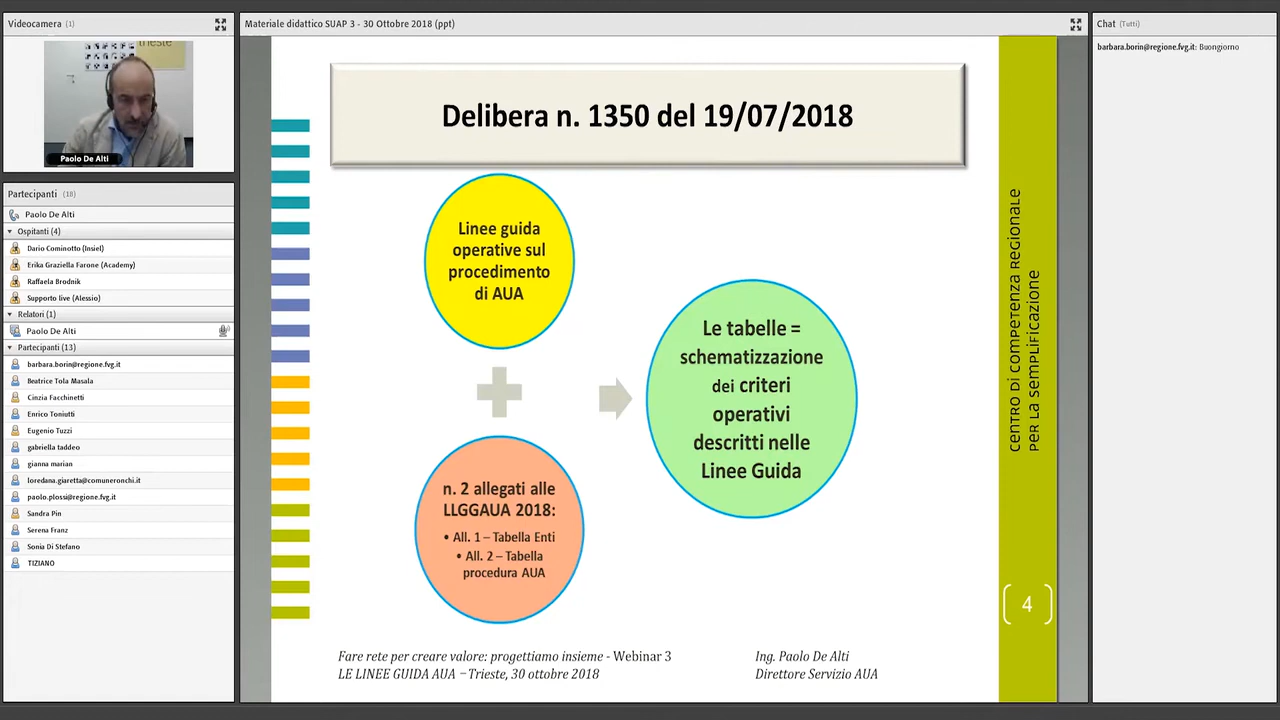 Videocamera (1)
trieste
Paolo De Alti
Partecipanti (18)
Paolo De Alti
Ospitanti (4)
Dario Cominotto (Insiel)
Erika Graziella Farone (Academy)
Raffaela Brodnik
Supporto live (Alessio)
Relatori (1)
Paolo De Alti
Partecipanti (13)
barbara.borin@regione.fvg.it
Beatrice Tola Masala
Cinzia Facchinetti
Enrico Toniutti
Eugenio Tuzzi
gabriella taddeo
gianna marian
loredana.giaretta@comuneronchi.it
paolo.plossi@regione.fvg.it
Sandra Pin
Serena Franz
Sonia Di Stefano
TIZIANO
Materiale didattico SUAP 3 - 30 Ottobre 2018 (ppt)
Delibera n. 1350 del 19/07/2018
Linee guida
operative sul
procedimento
di AUA
n. 2 allegati alle
LLGGAUA 2018:
• All. 1 – Tabella Enti
• All. 2 – Tabella
procedura AUA
Le tabelle =
schematizzazione
dei criteri
operativi
descritti nelle
Linee Guida
Fare rete per creare valore: progettiamo insieme - Webinar 3
LE LINEE GUIDA AUA – Trieste, 30 ottobre 2018
Ing. Paolo De Alti
Direttore Servizio AUA
CENTRO DI COMPETENZA REGIONALE
PER LA SEMPLIFICAZIONE
4
Chat (Tutti)
barbara.borin@regione.fvg.it: Buongiorno